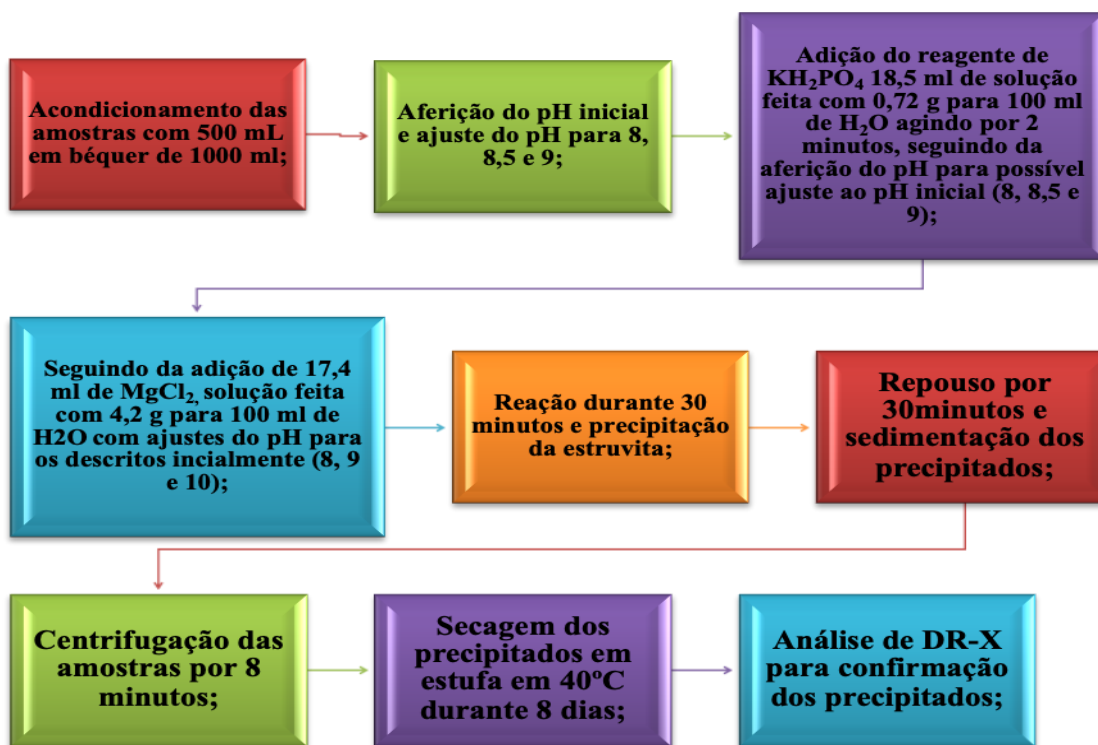 Acondicionamento das
amostras com 500 mL
em béquer de 1000 ml;
Aferição do pH inicial
e ajuste do pH para 8,
8,5 e 9;
Adição do reagente de
KH₂PO₄ 18,5 ml de solução
feita com 0,72 g para 100 ml
de H₂O agindo por 2
minutos, seguindo da
aferição do pH para possível
ajuste ao pH inicial (8, 8,5 e
9);
Seguindo da adição de 17,4
ml de MgCl₂, solução feita
com 4,2 g para 100 ml de
H2O com ajustes do pH para
os descritos incialmente (8, 9
e 10);
Reação durante 30
minutos e precipitação
da estruvita;
Repouso por
30minutos e
sedimentação dos
precipitados;
Centrifugação das
amostras por 8
minutos;
Secagem dos
precipitados em
estufa em 40ºC
durante 8 dias;
Análise de DR-X
para confirmação
dos precipitados;